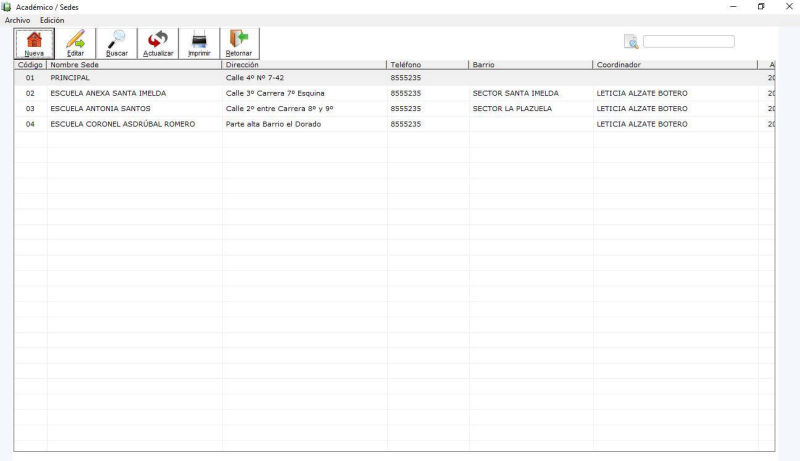 Académico / Sedes
Archivo Edición
Nueva Editar Buscar Actualizar Imprimir Retornar
Código Nombre Sede Dirección Teléfono Barrio Coordinador A
01 PRINCIPAL Calle 4º Nº 7-42 8555235 20
02 ESCUELA ANEXA SANTA IMELDA Calle 3º Carrera 7º Esquina 8555235 SECTOR SANTA IMELDA LETICIA ALZATE BOTERO 20
03 ESCUELA ANTONIA SANTOS Calle 2º entre Carrera 8º y 9º 8555235 SECTOR LA PLAZUELA LETICIA ALZATE BOTERO 20
04 ESCUELA CORONEL ASDRÚBAL ROMERO Parte alta Barrio el Dorado 8555235 LETICIA ALZATE BOTERO 20